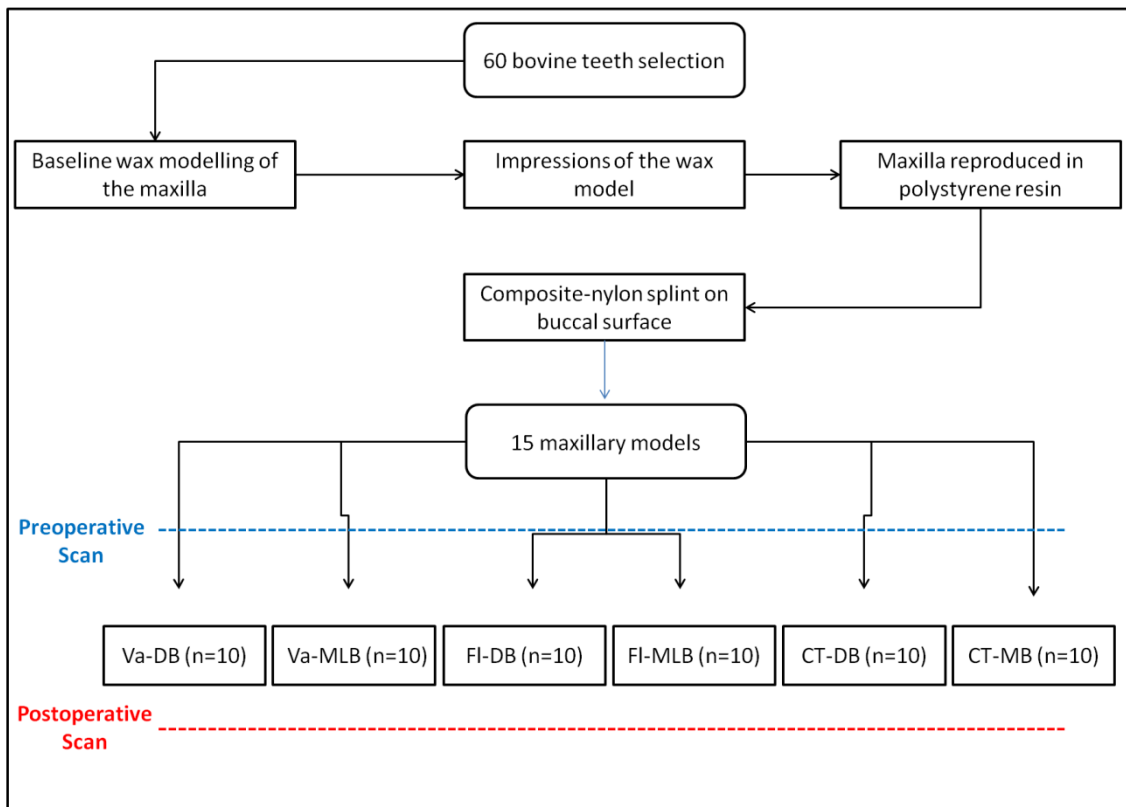 60 bovine teeth selection
Baseline wax modelling of
the maxilla
Impressions of the wax
model
Maxilla reproduced in
polystyrene resin
Composite-nylon splint on
buccal surface
15 maxillary models
Preoperative
Scan
Va-DB (n=10)
Va-MLB (n=10)
Fl-DB (n=10)
Fl-MLB (n=10)
CT-DB (n=10)
CT-MB (n=10)
Postoperative
Scan